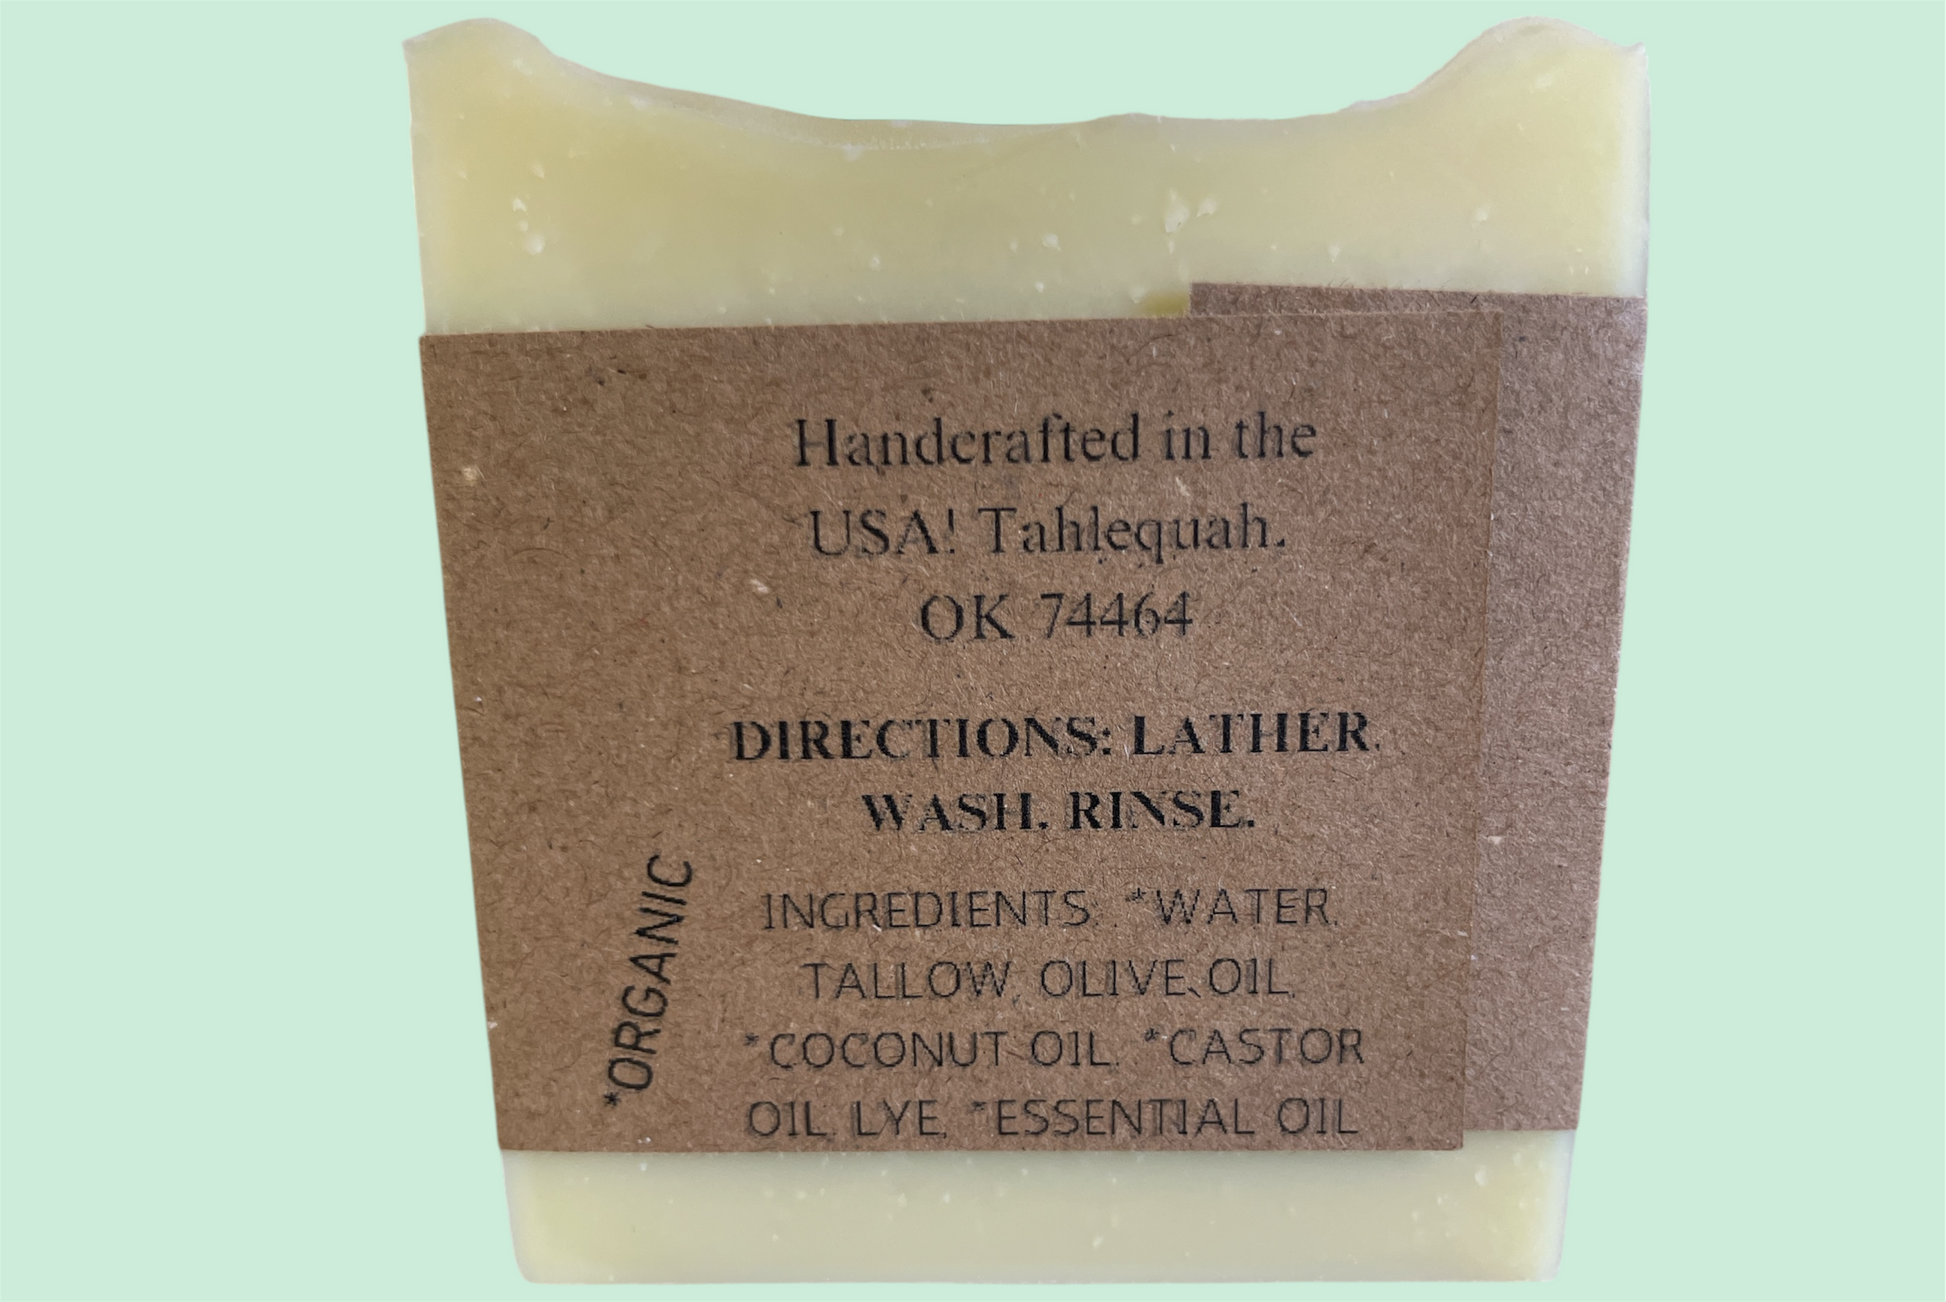 Handcrafted in the
USA! Tahlequah.
OK 74464
DIRECTIONS: LATHER.
WASH. RINSE.
INGREDIENTS: *WATER,
TALLOW, OLIVE OIL,
*COCONUT OIL, *CASTOR
OIL, LYE, *ESSENTIAL OIL
*ORGANIC